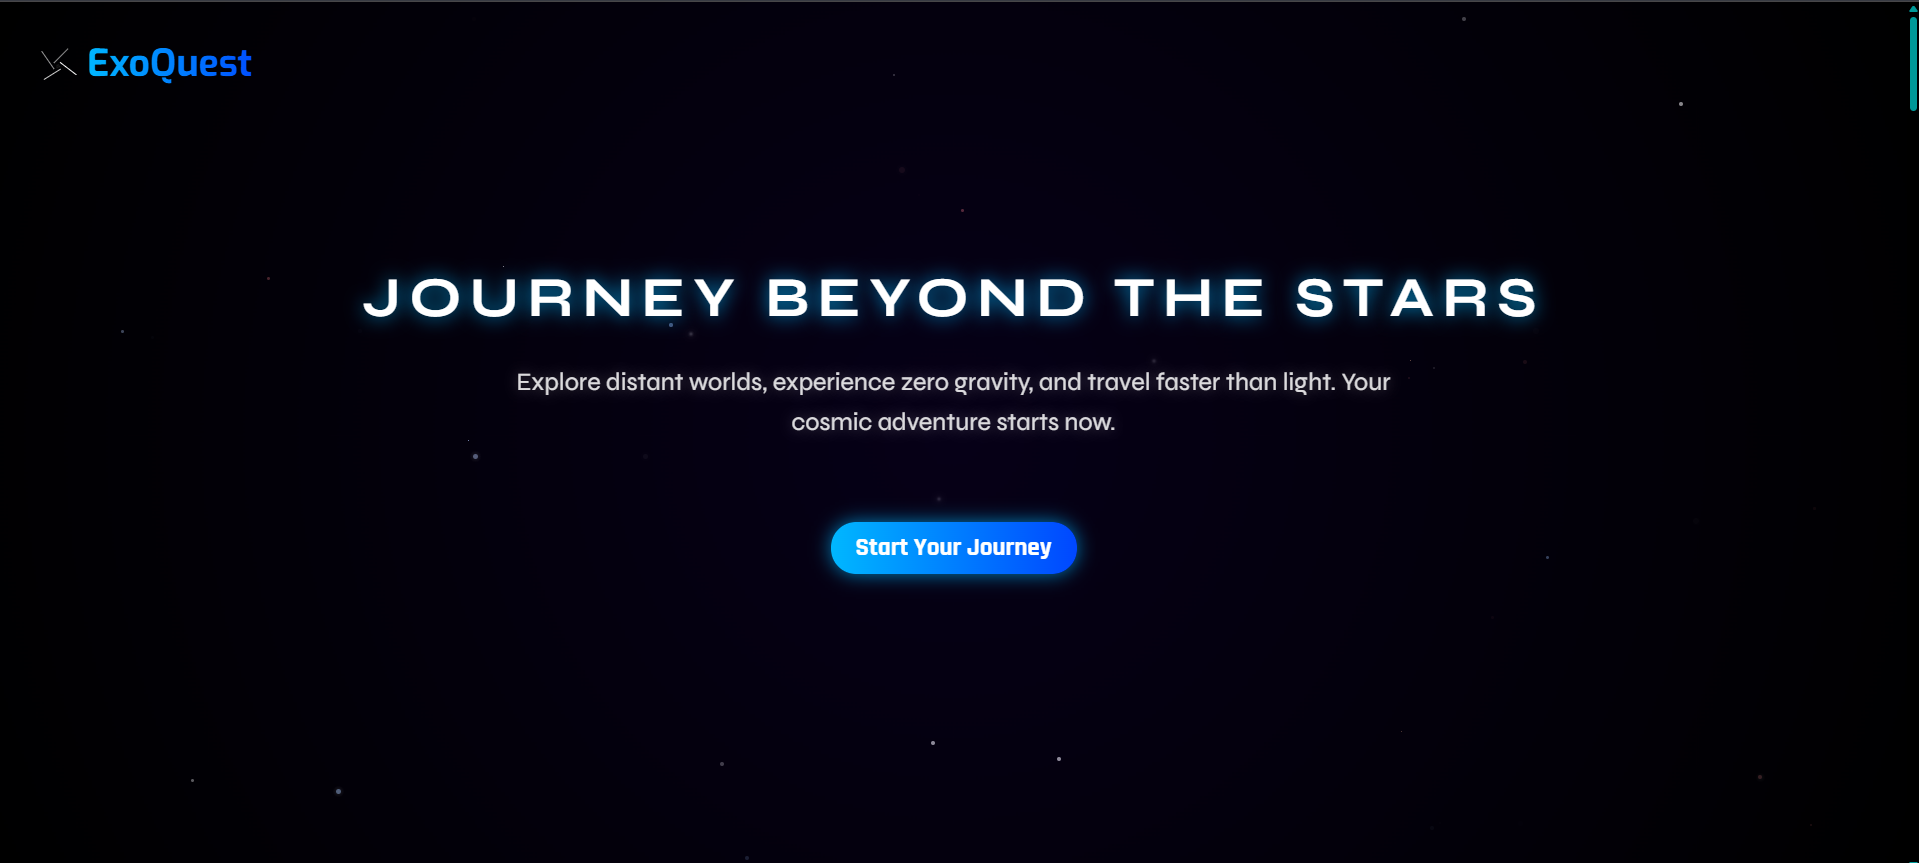 ExoQuest
JOURNEY BEYOND THE STARS
Explore distant worlds, experience zero gravity, and travel faster than light. Your
cosmic adventure starts now.
Start Your Journey